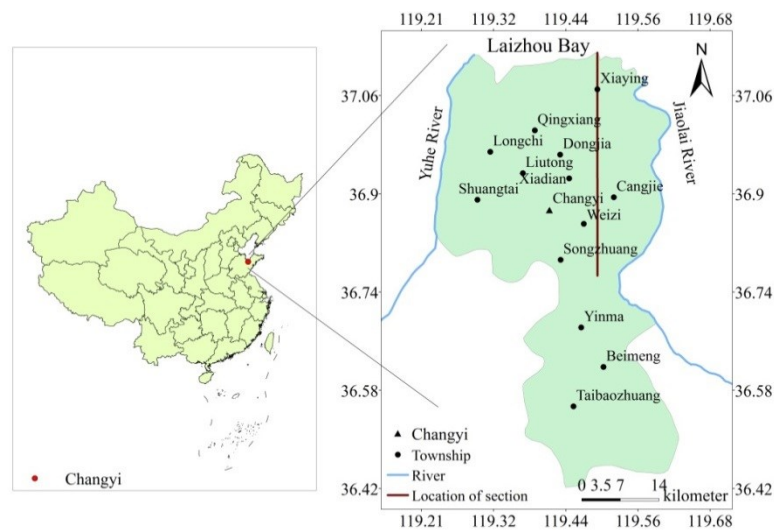 119.21 119.32 119.44 119.56 119.68
Laizhou Bay
N
Xiaying
37.06 37.06
Qingxiang
Longchi Dongjia
Liutong
Xiadian
Yuhe River
Jiaolai River
Shuangtai Cangjie
36.9 36.9
Changyi
Weizi
Songzhuang
36.74 36.74
Yinma
Beimeng
36.58 36.58
Taibaozhuang
Changyi
Township
River
Location of section
0 3.5 7 14
kilometer
36.42 36.42
119.21 119.32 119.44 119.56 119.68
Changyi